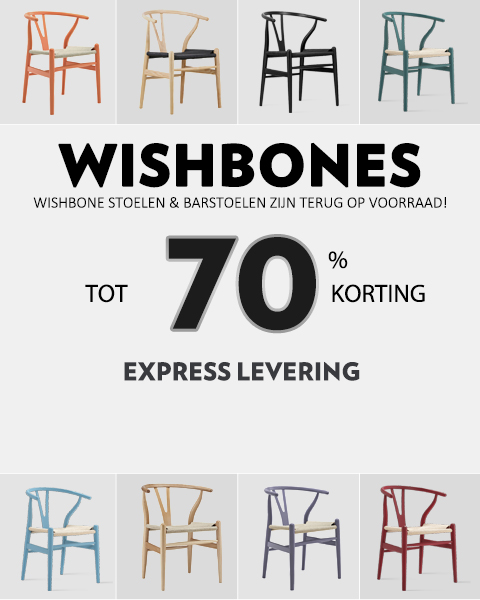 WISHBONES
WISHBONE STOELEN & BARSTOELEN ZIJN TERUG OP VOORRAAD!
TOT 70 % KORTING
EXPRESS LEVERING